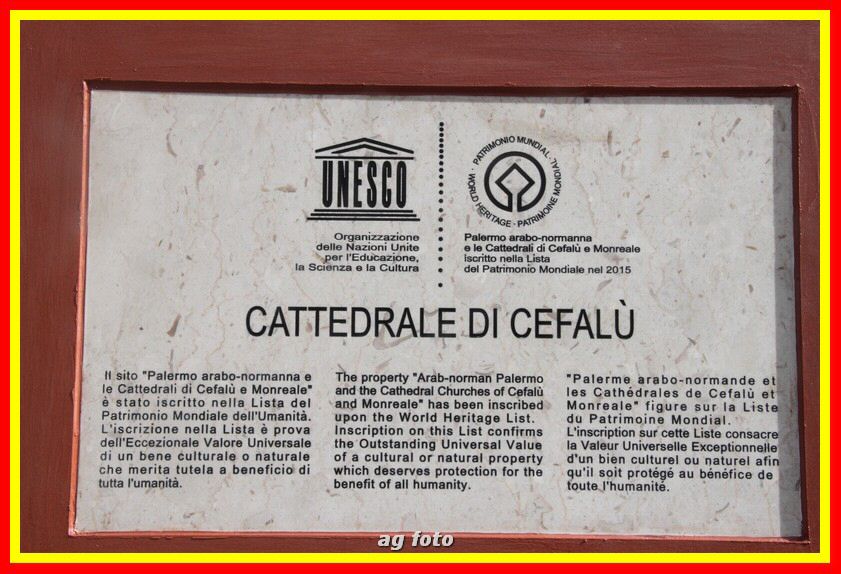 UNESCO
Organizzazione
delle Nazioni Unite
per l'Educazione,
la Scienza e la Cultura
PATRIMONIO MUNDIAL · WORLD HERITAGE · PATRIMOINE MONDIAL ·
Palermo arabo-normanna
e le Cattedrali di Cefalù e Monreale
iscritto nella Lista
del Patrimonio Mondiale nel 2015
CATTEDRALE DI CEFALÙ
Il sito "Palermo arabo-normanna e
le Cattedrali di Cefalù e Monreale"
è stato iscritto nella Lista del
Patrimonio Mondiale dell'Umanità.
L'iscrizione nella Lista è prova
dell'Eccezionale Valore Universale
di un bene culturale o naturale
che merita tutela a beneficio di
tutta l'umanità.
The property "Arab-norman Palermo
and the Cathedral Churches of Cefalù
and Monreale" has been inscribed
upon the World Heritage List.
Inscription on this List confirms
the Outstanding Universal Value
of a cultural or natural property
which deserves protection for the
benefit of all humanity.
"Palerme arabo-normande et
les Cathédrales de Cefalù et
Monreale" figure sur la Liste
du Patrimoine Mondial.
L'inscription sur cette Liste consacre
la Valeur Universelle Exceptionnelle
d'un bien culturel ou naturel afin
qu'il soit protégé au bénéfice de
toute l'humanité.
ag foto